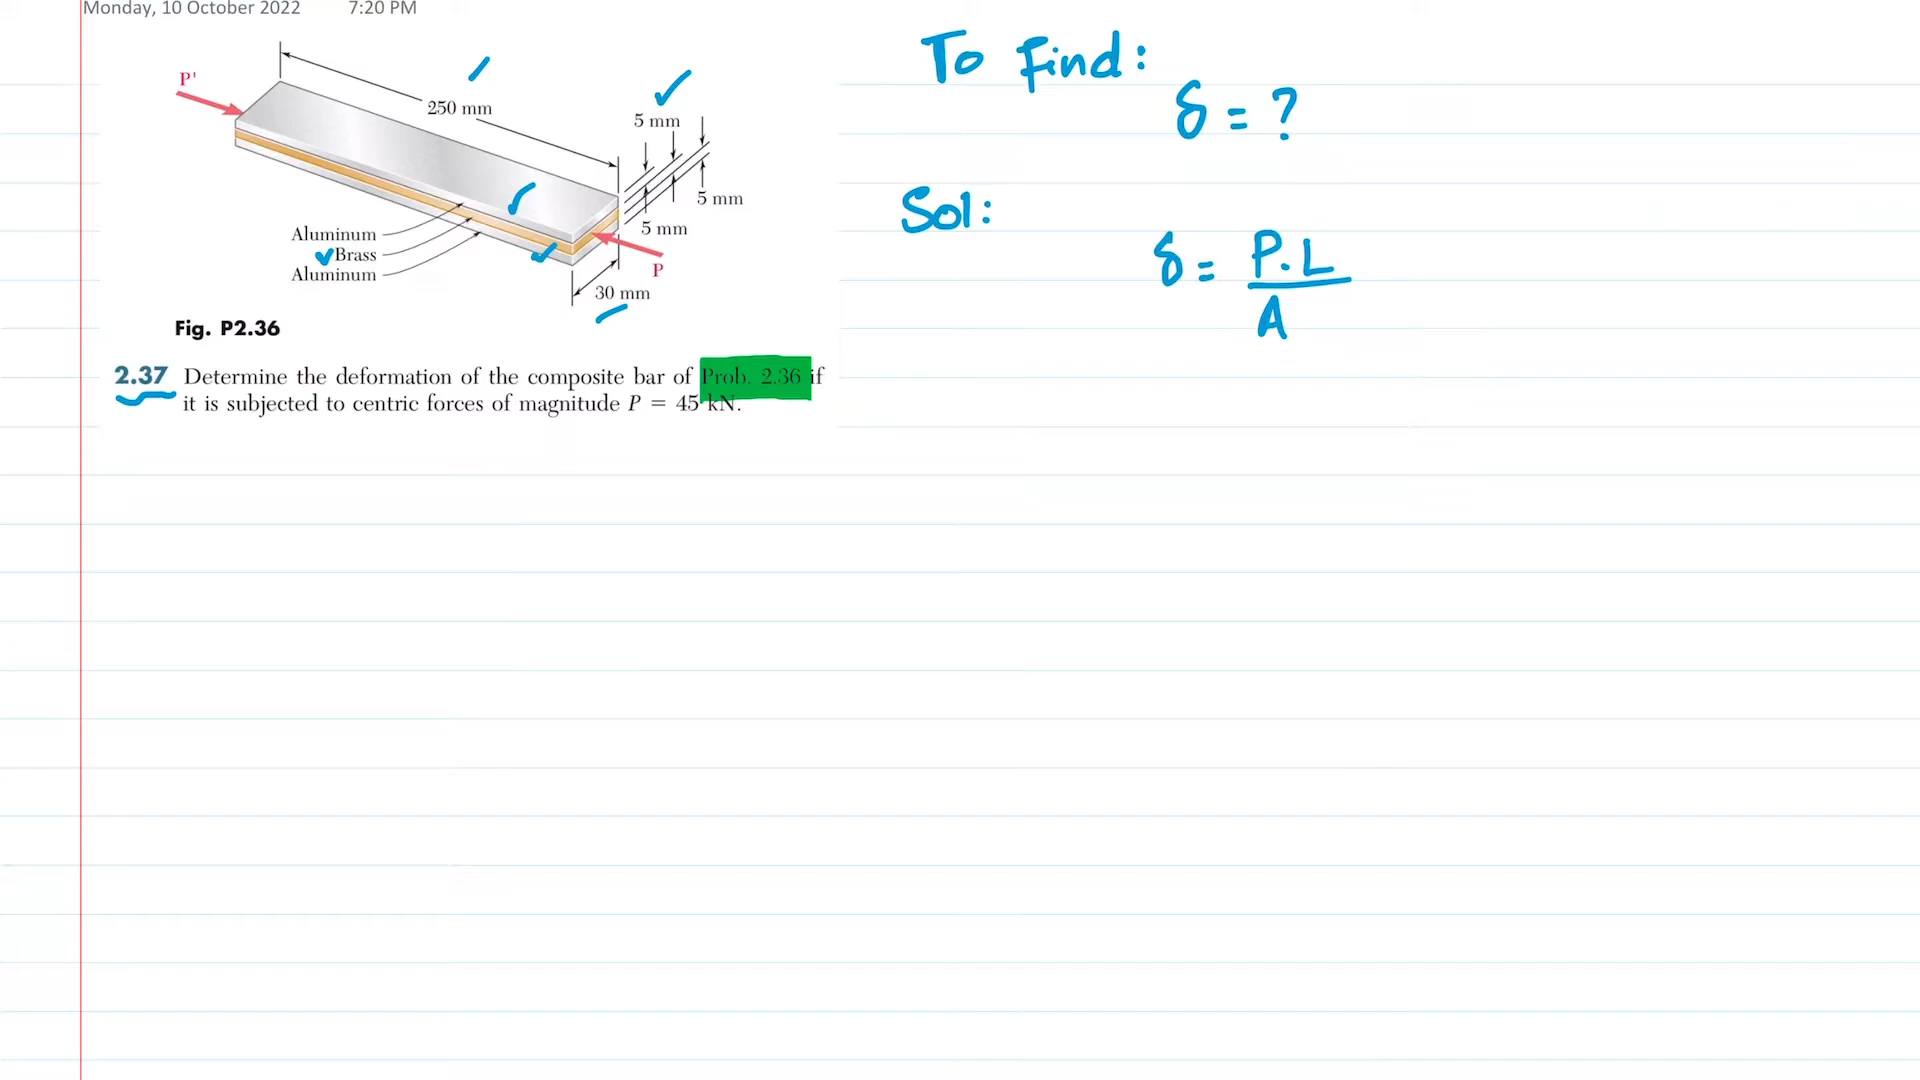 Monday, 10 October 2022 7:20 PM
P'
250 mm
5 mm
5 mm
5 mm
Aluminum
Brass
Aluminum
P
30 mm
Fig. P2.36
2.37 Determine the deformation of the composite bar of Prob. 2.36 if
it is subjected to centric forces of magnitude P = 45 kN.
To Find:
δ = ?
Sol:
δ = P.L
A